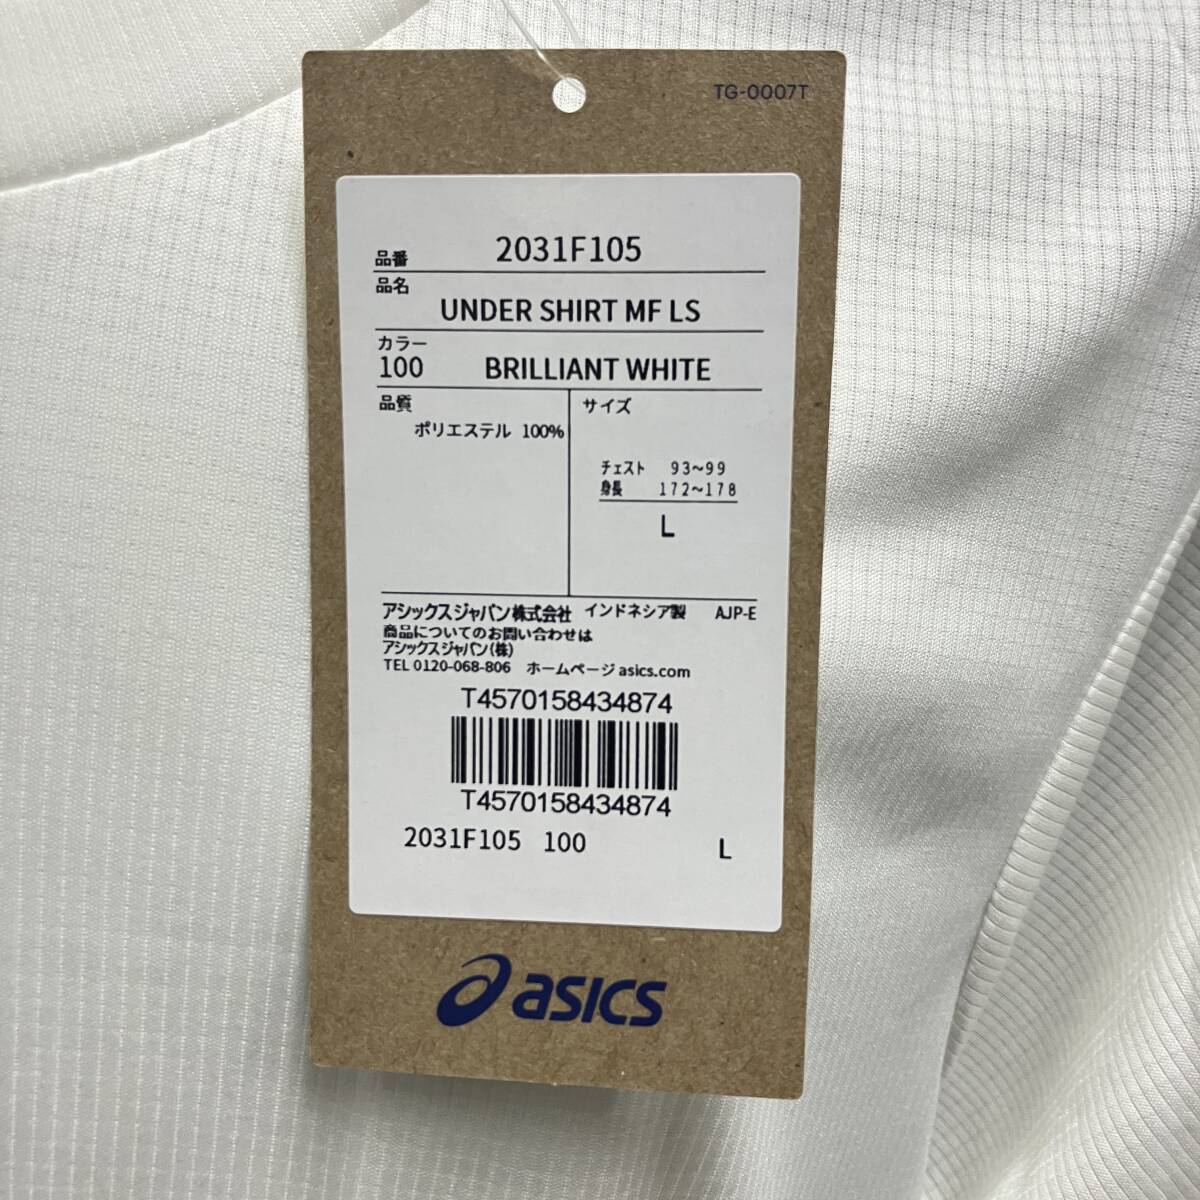 TG-0007T
品番 2031F105
品名
UNDER SHIRT MF LS
カラー
100 BRILLIANT WHITE
品質
ポリエステル 100%
サイズ
チェスト 93~99
身長 172~178
L
アシックスジャパン株式会社 インドネシア製 AJP-E
商品についてのお問い合わせは
アシックスジャパン(株)
TEL 0120-068-806 ホームページ asics.com
T4570158434874
T4570158434874
2031F105 100 L
asics